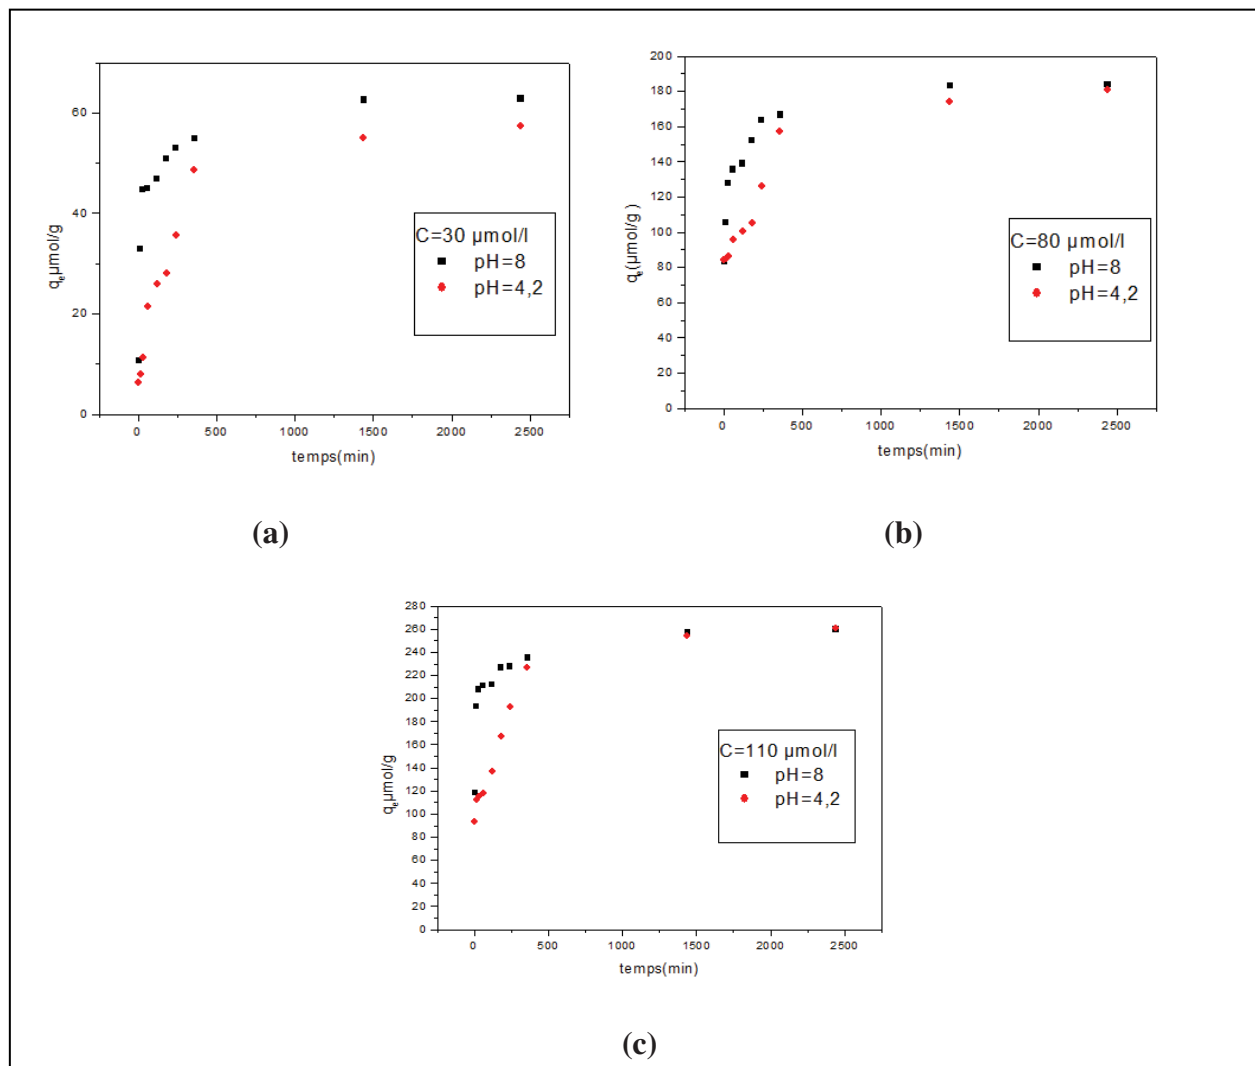 60
40
20
0
qe µmol/g
C=30 µmol/l
pH=8
pH=4,2
0 500 1000 1500 2000 2500
temps(min)
(a)
200
180
160
140
120
100
80
60
40
20
0
qe (µmol/g )
C=80 µmol/l
pH=8
pH=4,2
0 500 1000 1500 2000 2500
temps(min)
(b)
280
260
240
220
200
180
160
140
120
100
80
60
40
20
0
qe µmol/g
C=110 µmol/l
pH=8
pH=4,2
0 500 1000 1500 2000 2500
temps(min)
(c)